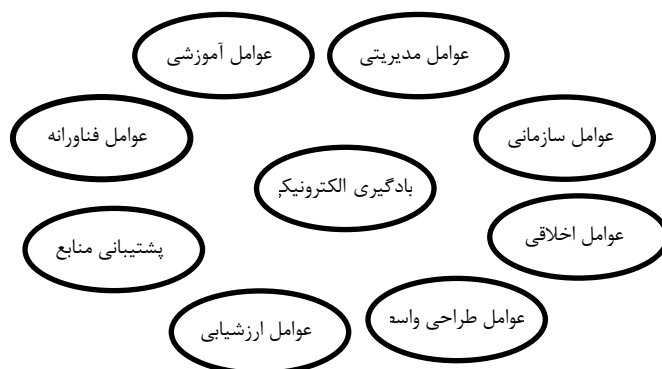 عوامل مدیریتی
عوامل آموزشی
عوامل سازمانی
عوامل فناورانه
یادگیری الکترونیکی
عوامل اخلاقی
پشتیبانی منابع
عوامل طراحی واسط
عوامل ارزشیابی